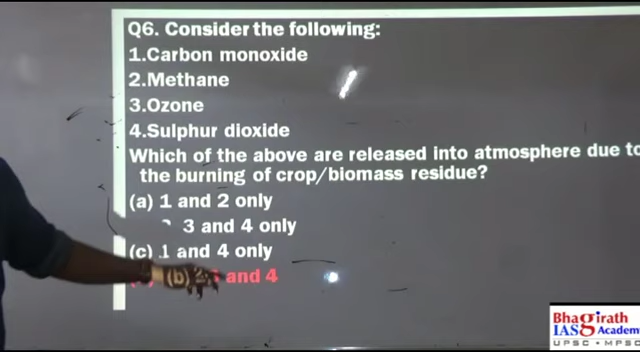 Q6. Consider the following:
1.Carbon monoxide
2.Methane
3.Ozone
4.Sulphur dioxide
Which of the above are released into atmosphere due to
the burning of crop/biomass residue?
(a) 1 and 2 only
3 and 4 only
(c) 1 and 4 only
(b) and 4
Bhagirath
IAS Academy
UPSC • MPSC